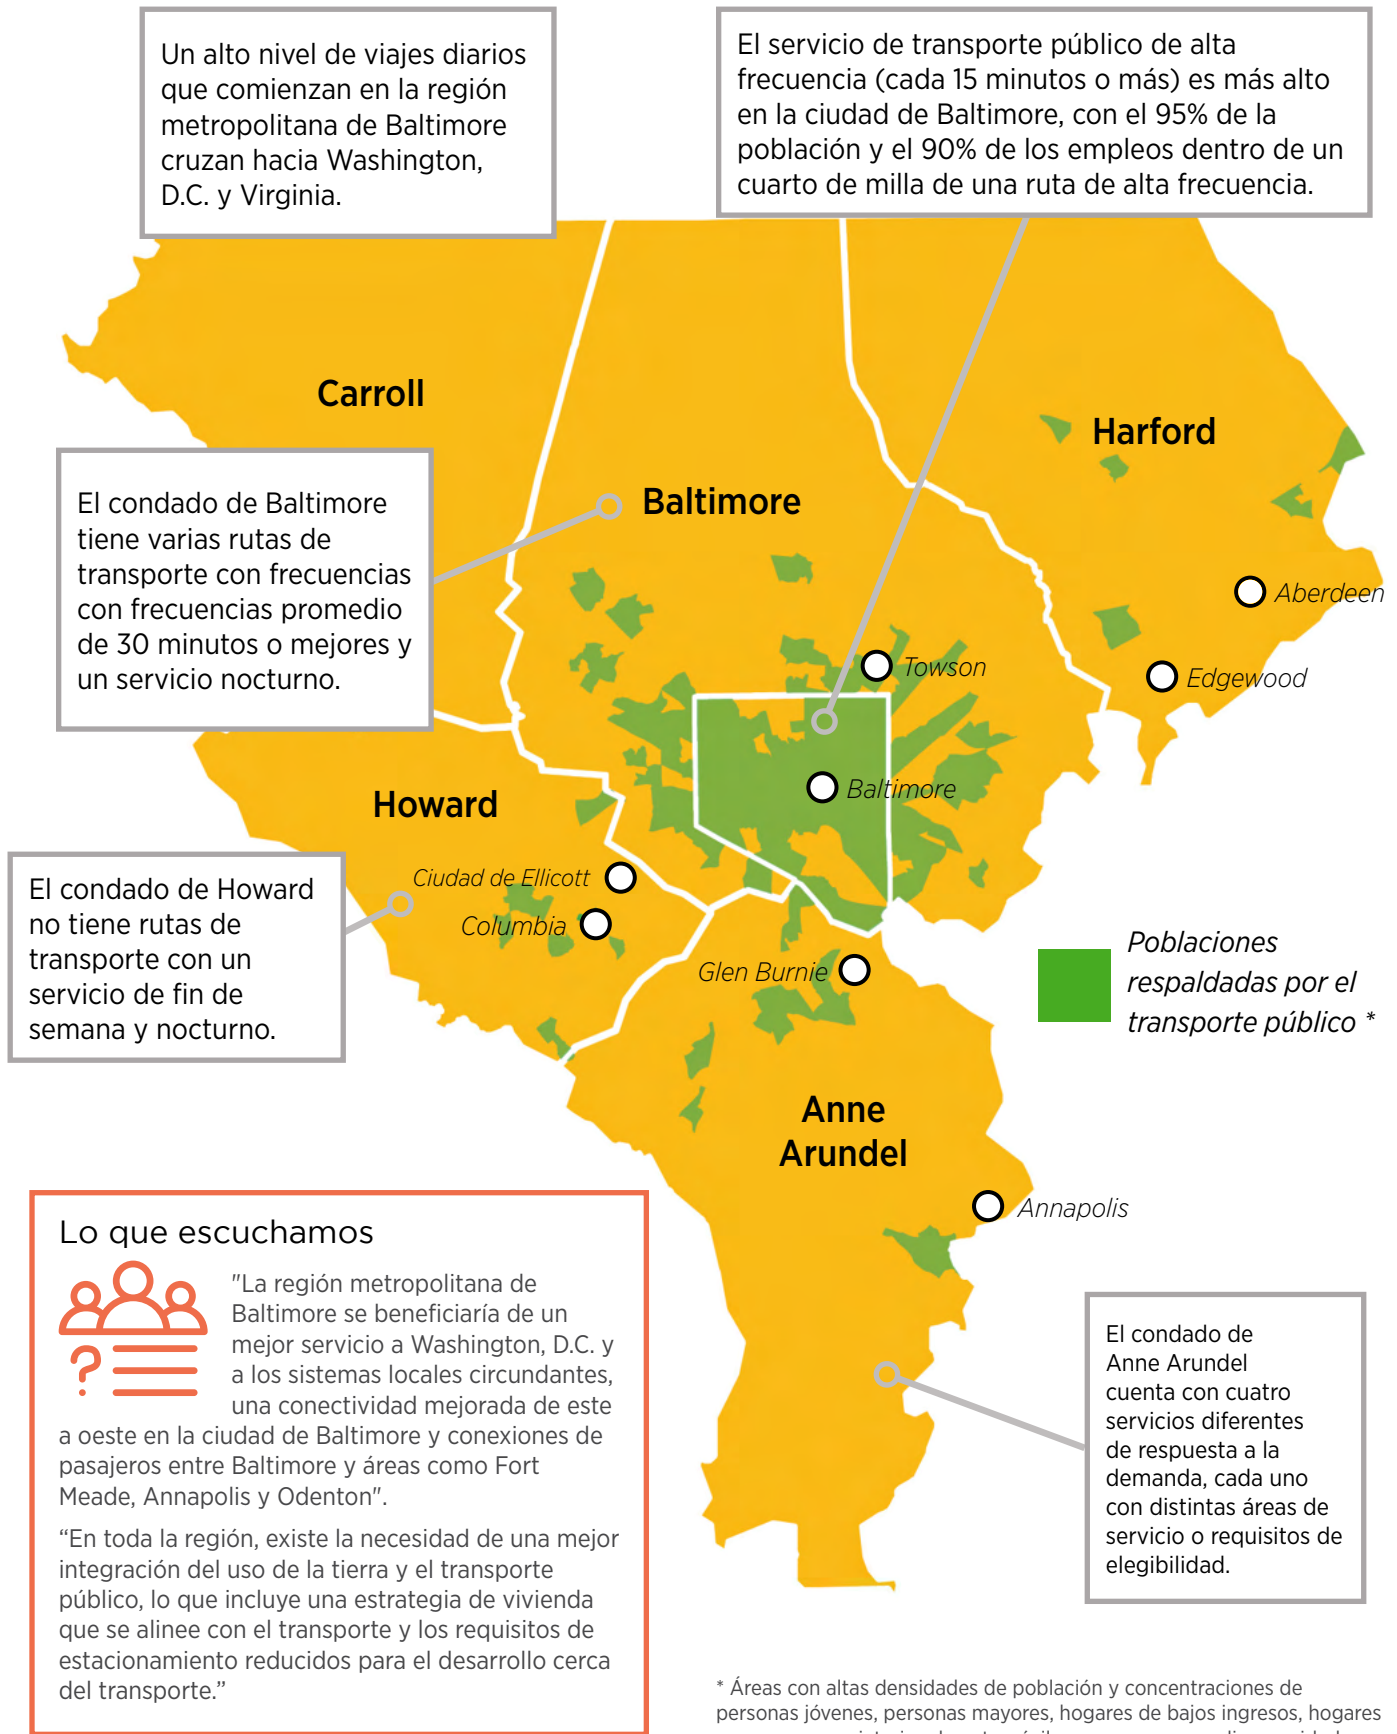 Un alto nivel de viajes diarios
que comienzan en la región
metropolitana de Baltimore
cruzan hacia Washington,
D.C. y Virginia.
El servicio de transporte público de alta
frecuencia (cada 15 minutos o más) es más alto
en la ciudad de Baltimore, con el 95% de la
población y el 90% de los empleos dentro de un
cuarto de milla de una ruta de alta frecuencia.
Carroll
Harford
Baltimore
El condado de Baltimore
tiene varias rutas de
transporte con frecuencias
con frecuencias promedio
de 30 minutos o mejores y
un servicio nocturno.
Aberdeen
Towson
Edgewood
Baltimore
Howard
Ciudad de Ellicott
Columbia
El condado de Howard
no tiene rutas de
transporte con un
servicio de fin de
semana y nocturno.
Glen Burnie
Poblaciones
respaldadas por el
transporte público *
Anne
Arundel
Annapolis
Lo que escuchamos
"La región metropolitana de
Baltimore se beneficiaría de un
mejor servicio a Washington, D.C. y
a los sistemas locales circundantes,
una conectividad mejorada de este
a oeste en la ciudad de Baltimore y conexiones de
pasajeros entre Baltimore y áreas como Fort
Meade, Annapolis y Odenton".
“En toda la región, existe la necesidad de una mejor
integración del uso de la tierra y el transporte
público, lo que incluye una estrategia de vivienda
que se alinee con el transporte y los requisitos de
estacionamiento reducidos para el desarrollo cerca
del transporte.”
El condado de
Anne Arundel
cuenta con cuatro
servicios diferentes
de respuesta a la
demanda, cada uno
con distintas áreas de
servicio o requisitos de
elegibilidad.
* Áreas con altas densidades de población y concentraciones de
personas jóvenes, personas mayores, hogares de bajos ingresos, hogares